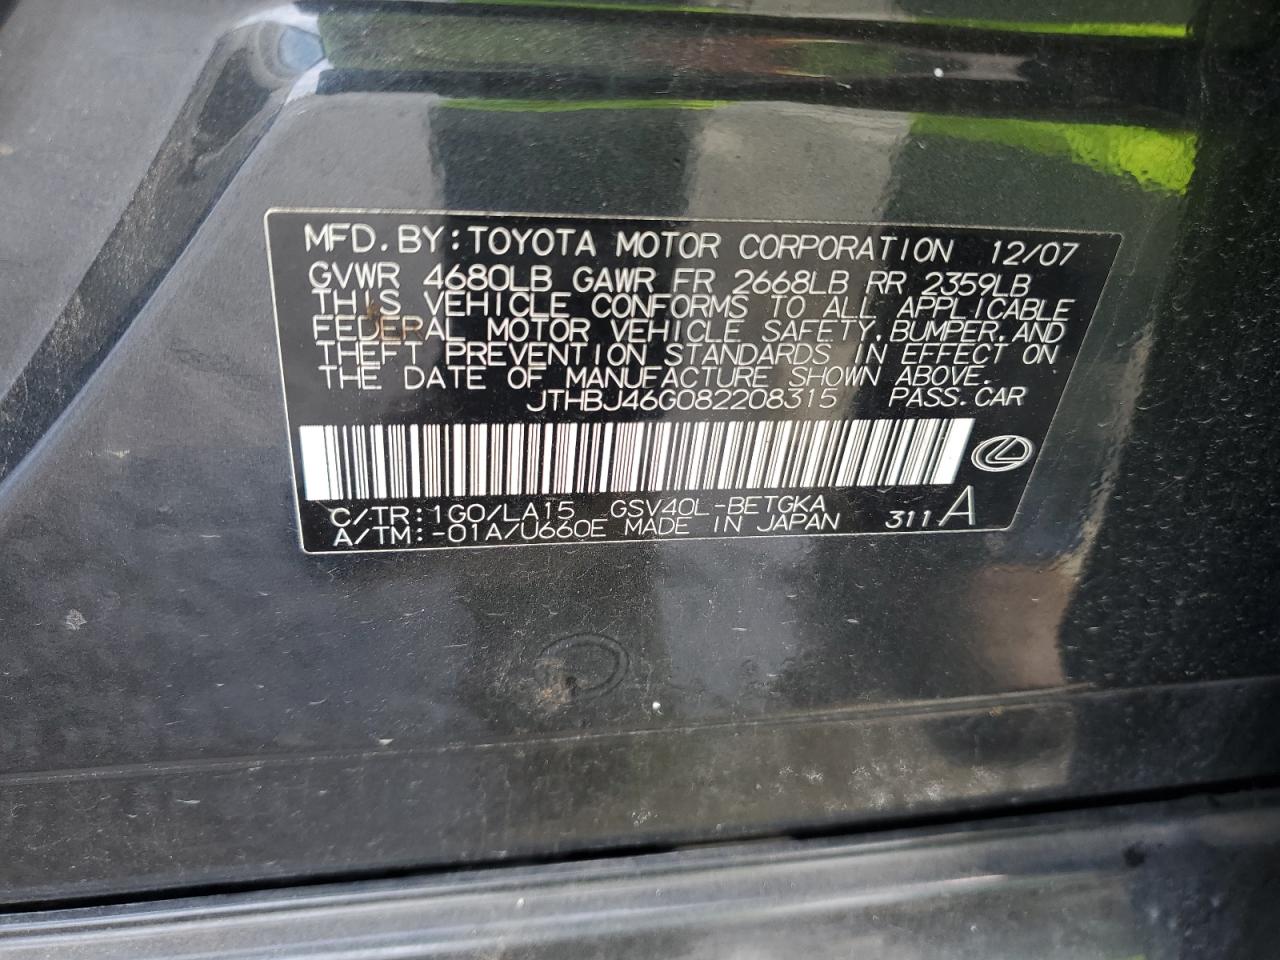 MFD. BY: TOYOTA MOTOR CORPORATION 12/07
GVWR 4680LB GAWR FR 2668LB RR 2359LB
THIS VEHICLE CONFORMS TO ALL APPLICABLE
FEDERAL MOTOR VEHICLE SAFETY, BUMPER, AND
THEFT PREVENTION STANDARDS IN EFFECT ON
THE DATE OF MANUFACTURE SHOWN ABOVE.
JTHBJ46G082208315 PASS. CAR
C/TR: 1G0/LA15 GSV40L-BETGKA
A/TM: -01A/U660E MADE IN JAPAN 311 A